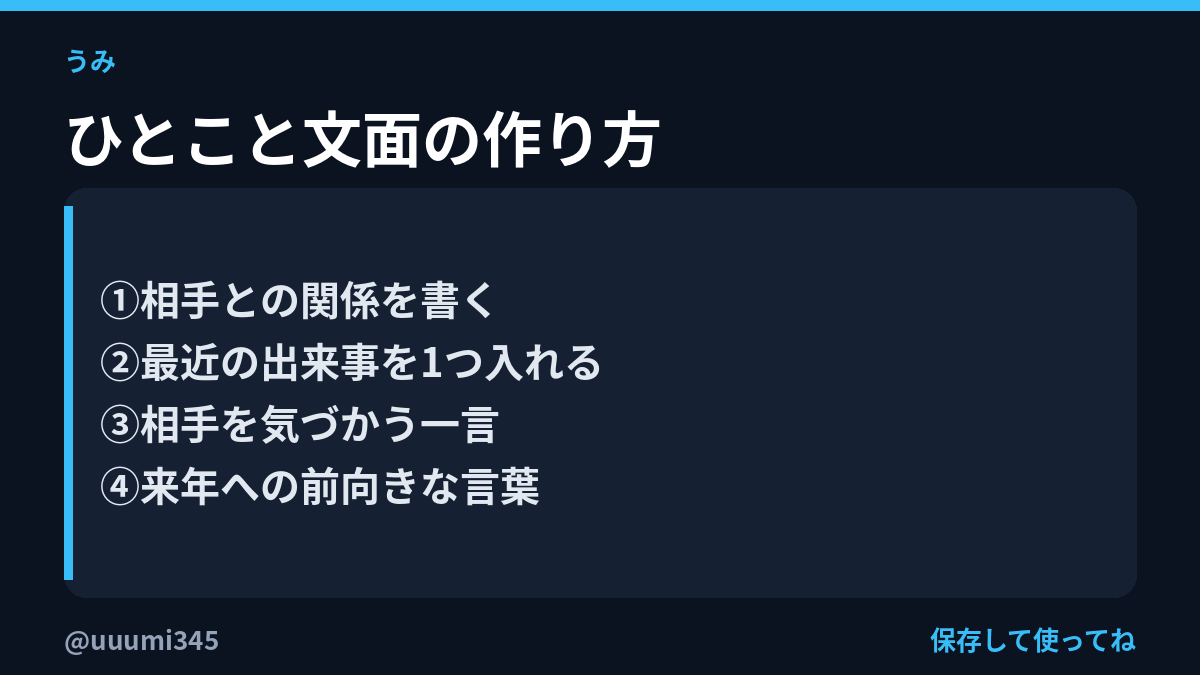 うみ
ひとこと文面の作り方
①相手との関係を書く
②最近の出来事を1つ入れる
③相手を気づかう一言
④来年への前向きな言葉
@uuumi345
保存して使ってね